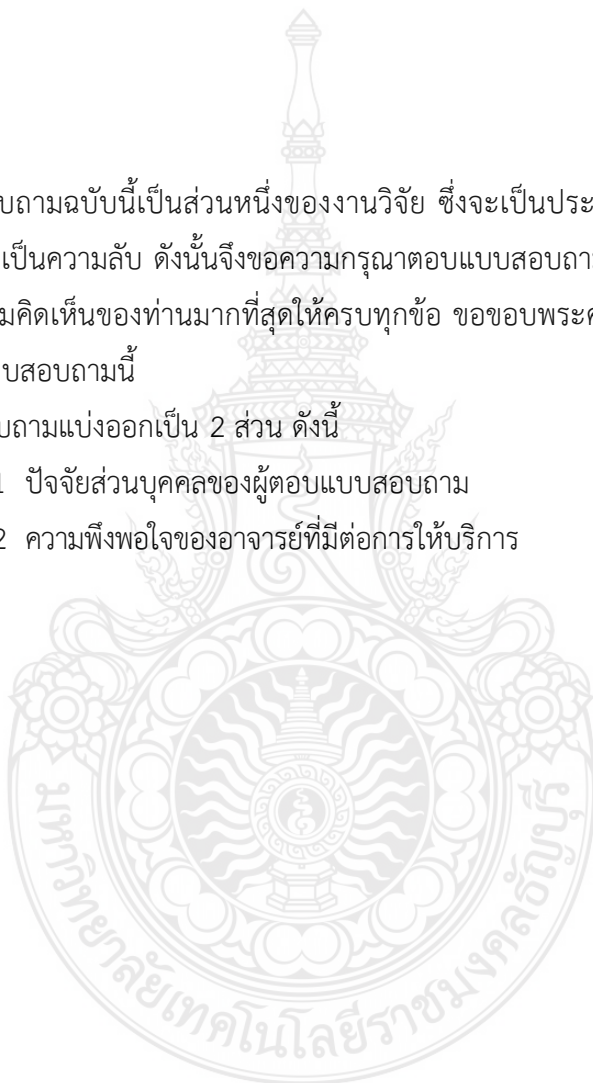 บถามฉบับนี้เป็นส่วนหนึ่งของงานวิจัย ซึ่งจะเป็นประ
เป็นความลับ ดังนั้นจึงขอความกรุณาตอบแบบสอบถา
มคิดเห็นของท่านมากที่สุดให้ครบทุกข้อ ขอขอบพระค
บสอบถามนี้
บถามแบ่งออกเป็น 2 ส่วน ดังนี้
1 ปัจจัยส่วนบุคคลของผู้ตอบแบบสอบถาม
2 ความพึงพอใจของอาจารย์ที่มีต่อการให้บริการ
มหาวิทยาลัยเทคโนโลยีราชมงคลธัญบุรี